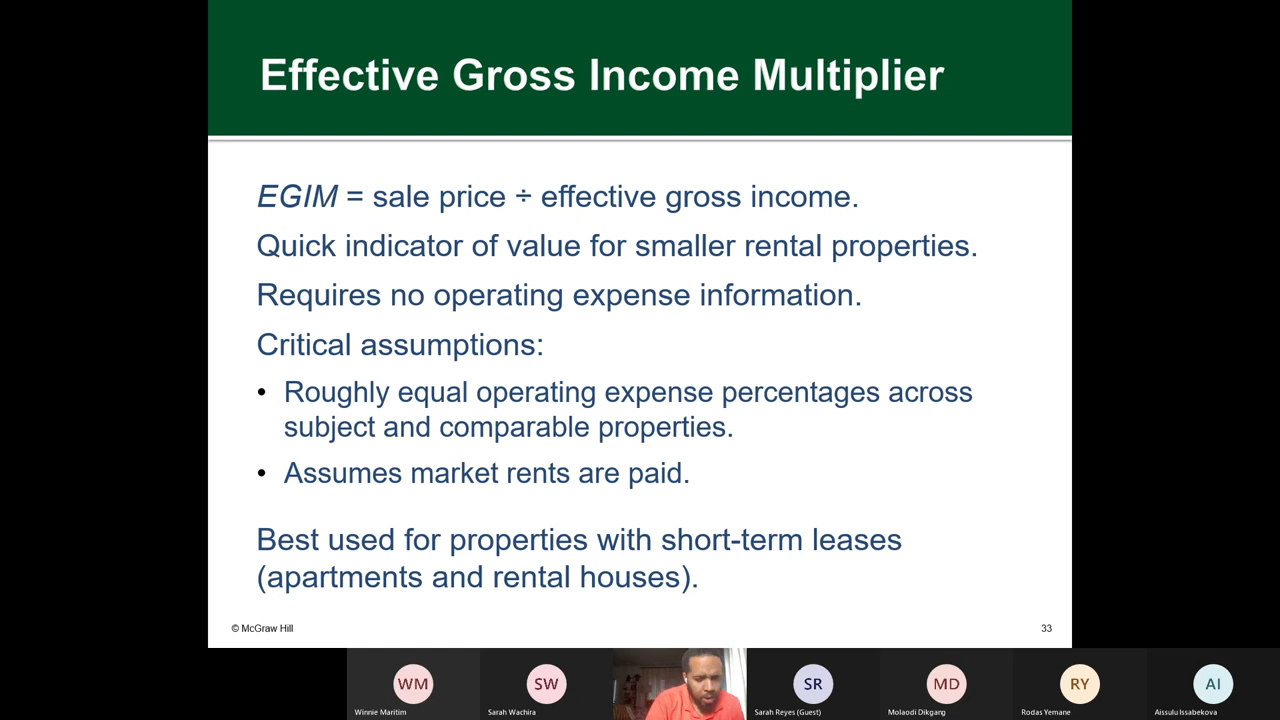 Effective Gross Income Multiplier
EGIM = sale price ÷ effective gross income.
Quick indicator of value for smaller rental properties.
Requires no operating expense information.
Critical assumptions:
• Roughly equal operating expense percentages across
subject and comparable properties.
• Assumes market rents are paid.
Best used for properties with short-term leases
(apartments and rental houses).
© McGraw Hill
33
WM
SW
SR
MD
RY
AI
Winnie Maritim
Sarah Wachira
Sarah Reyes (Guest)
Molaodi Dikgang
Rodas Yemane
Aissulu Issabekova